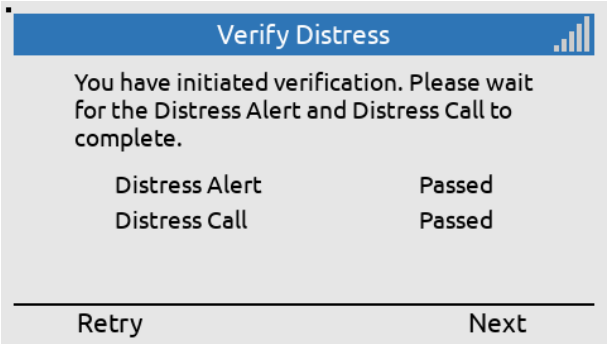 Verify Distress
You have initiated verification. Please wait
for the Distress Alert and Distress Call to
complete.
Distress Alert Passed
Distress Call Passed
Retry Next